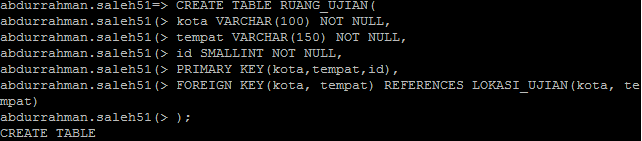 abdurrahman.saleh51=> CREATE TABLE RUANG_UJIAN(
abdurrahman.saleh51(> kota VARCHAR(100) NOT NULL,
abdurrahman.saleh51(> tempat VARCHAR(150) NOT NULL,
abdurrahman.saleh51(> id SMALLINT NOT NULL,
abdurrahman.saleh51(> PRIMARY KEY(kota,tempat,id),
abdurrahman.saleh51(> FOREIGN KEY(kota, tempat) REFERENCES LOKASI_UJIAN(kota, te
mpat)
abdurrahman.saleh51(> );
CREATE TABLE